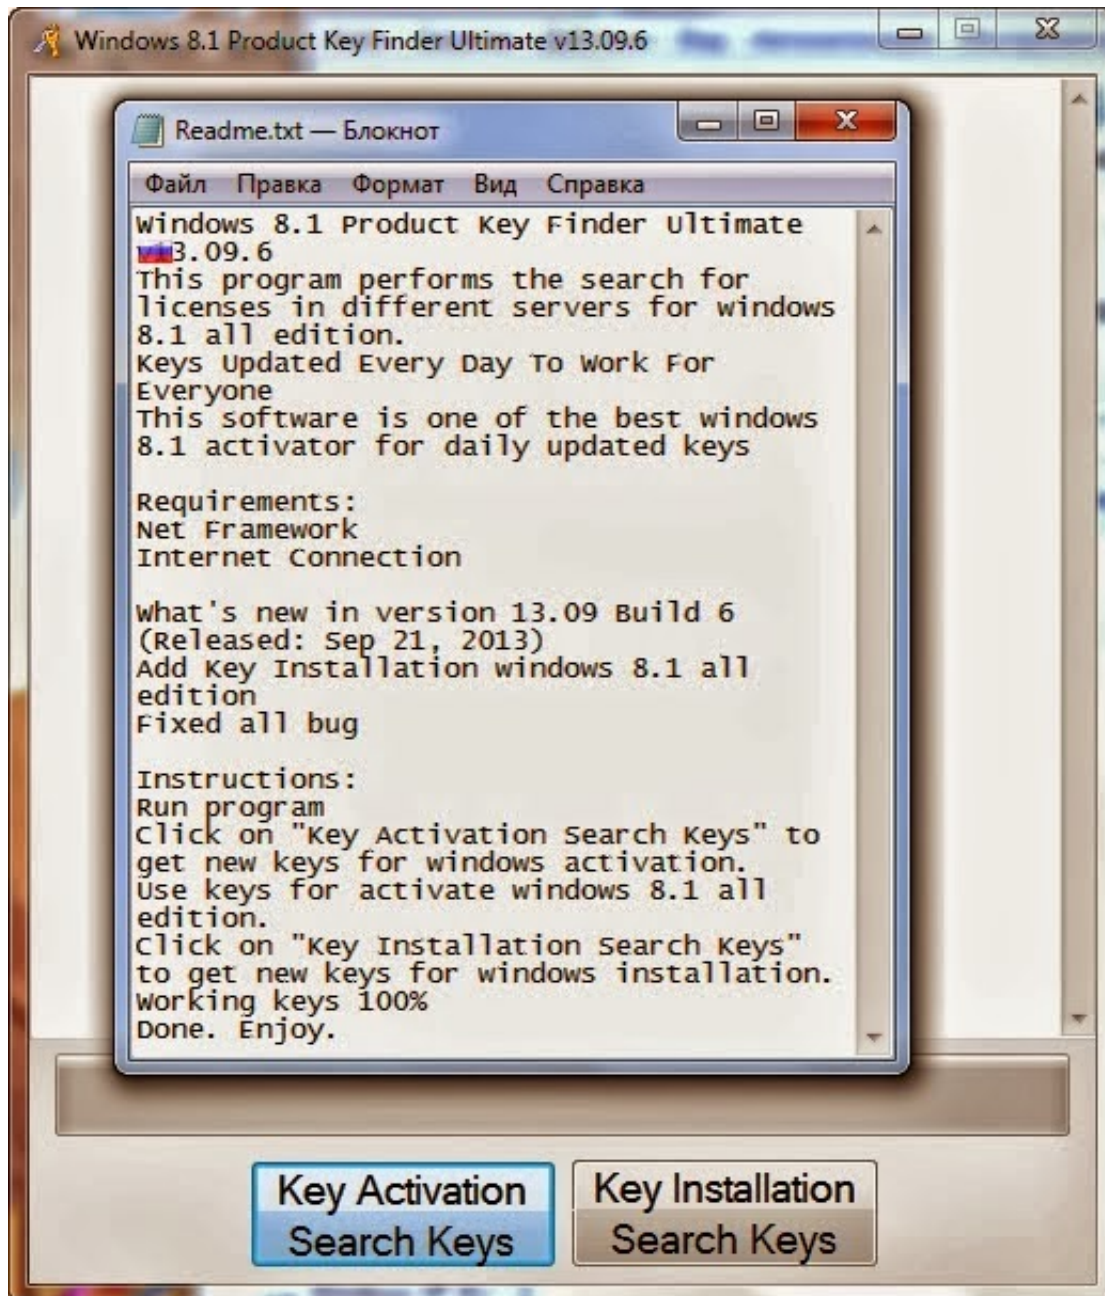 Windows 8.1 Product Key Finder Ultimate v13.09.6
Readme.txt — Блокнот
Файл Правка Формат Вид Справка
Windows 8.1 Product Key Finder Ultimate
v13.09.6
This program performs the search for
licenses in different servers for windows
8.1 all edition.
Keys Updated Every Day To Work For
Everyone
This software is one of the best windows
8.1 activator for daily updated keys
Requirements:
Net Framework
Internet Connection
What's new in version 13.09 Build 6
(Released: Sep 21, 2013)
Add Key Installation windows 8.1 all
edition
Fixed all bug
Instructions:
Run program
Click on "Key Activation Search Keys" to
get new keys for windows activation.
Use keys for activate windows 8.1 all
edition.
Click on "Key Installation Search Keys"
to get new keys for windows installation.
Working keys 100%
Done. Enjoy.
Key Activation
Search Keys
Key Installation
Search Keys